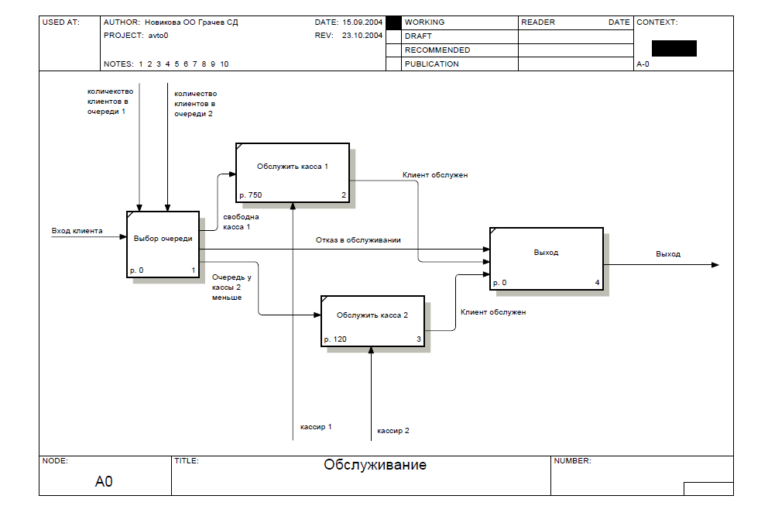 USED AT:
AUTHOR: Новикова ОО Грачев СД
DATE: 15.09.2004
WORKING
READER
DATE
CONTEXT:
PROJECT: avto0
REV: 23.10.2004
DRAFT
RECOMMENDED
NOTES: 1 2 3 4 5 6 7 8 9 10
PUBLICATION
A-0
количекство
клиентов в
очереди 1
количество
клиентов в
очереди 2
Обслужить касса 1
р. 750
2
Клиент обслужен
свободна
касса 1
Вход клиента
Выбор очереди
р. 0
1
Отказ в обслуживании
Выход
р. 0
4
Выход
Очередь у
кассы 2
меньше
Обслужить касса 2
р. 120
3
Клиент обслужен
кассир 1
кассир 2
NODE:
A0
TITLE:
Обслуживание
NUMBER: